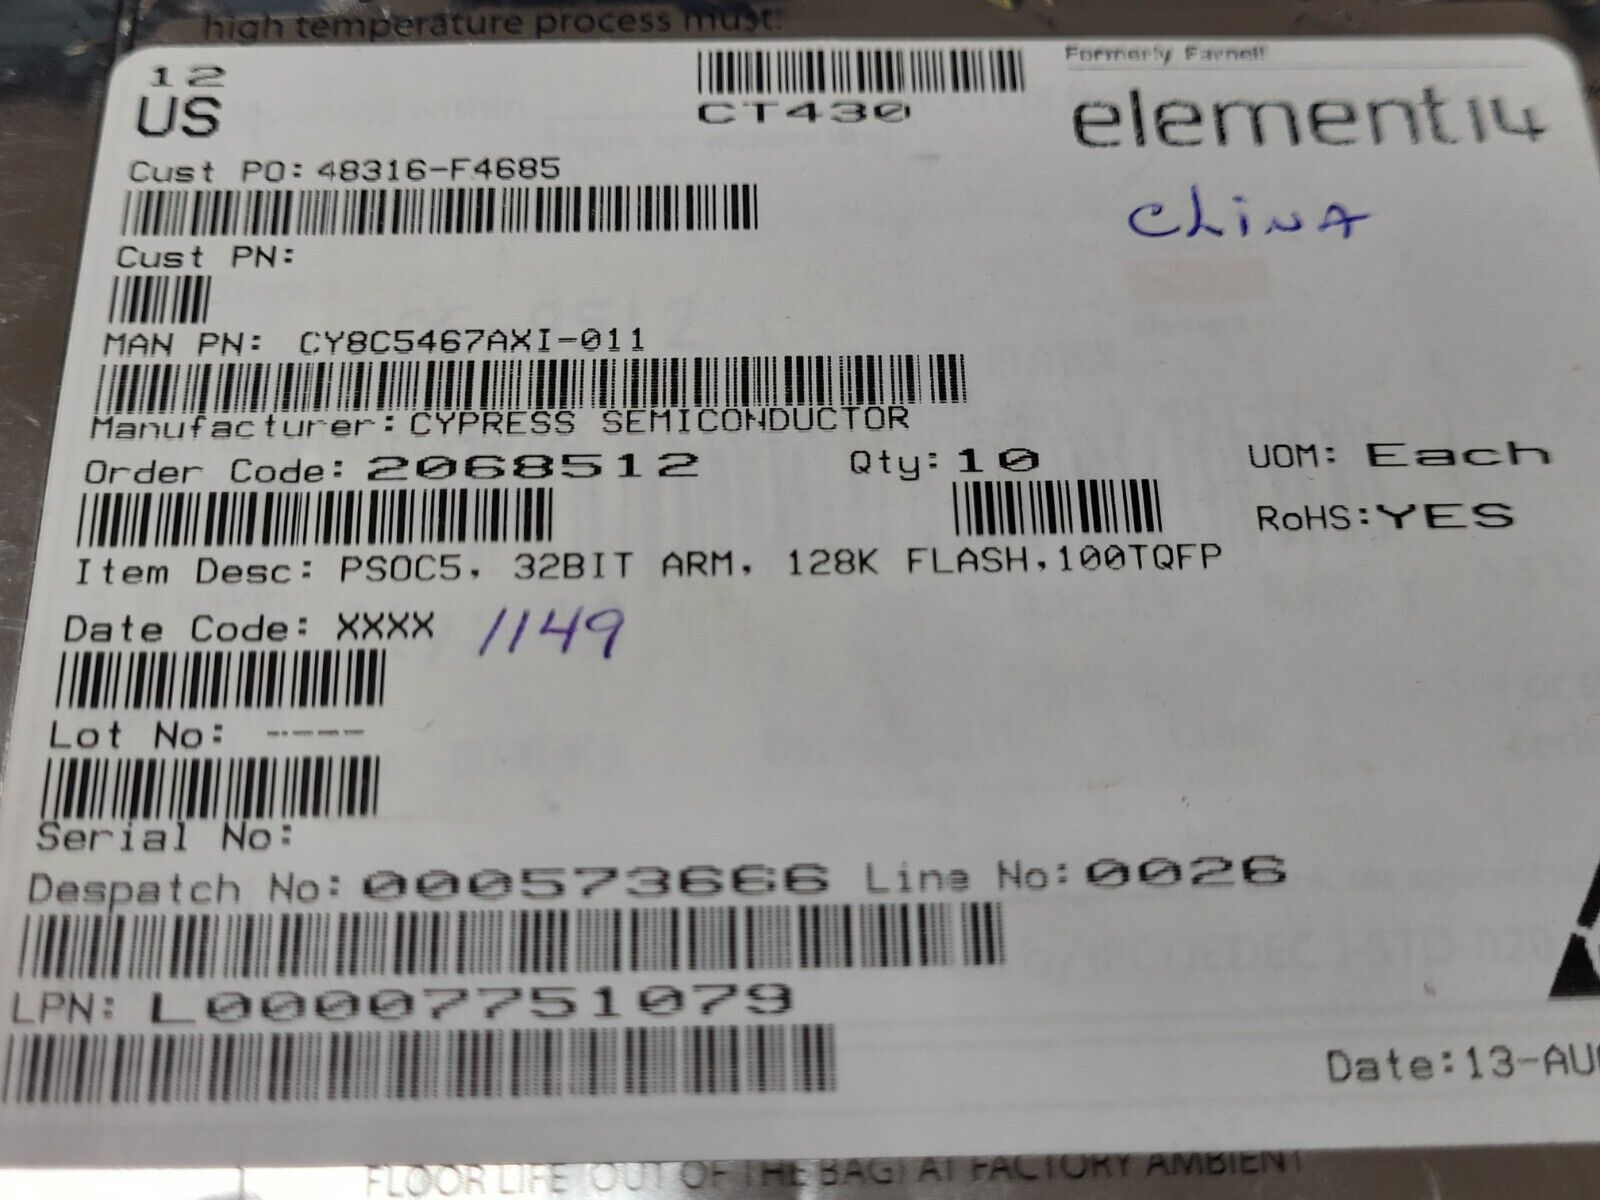 high temperature process must:
12
US
CT430
Formerly Farnell
element14
Cust PO: 48316-F4685
China
Cust PN:
MAN PN: CY8C5467AXI-011
Manufacturer: CYPRESS SEMICONDUCTOR
Order Code: 2068512 Qty: 10 UOM: Each
RoHS: YES
Item Desc: PSOC5, 32BIT ARM, 128K FLASH,100TQFP
Date Code: XXXX 1149
Lot No: -----
Serial No:
Despatch No: 000573666 Line No: 0026
LPN: L00007751079
Date: 13-AU
FLOOR LIFE (OUT OF THE BAG) AT FACTORY AMBIENT